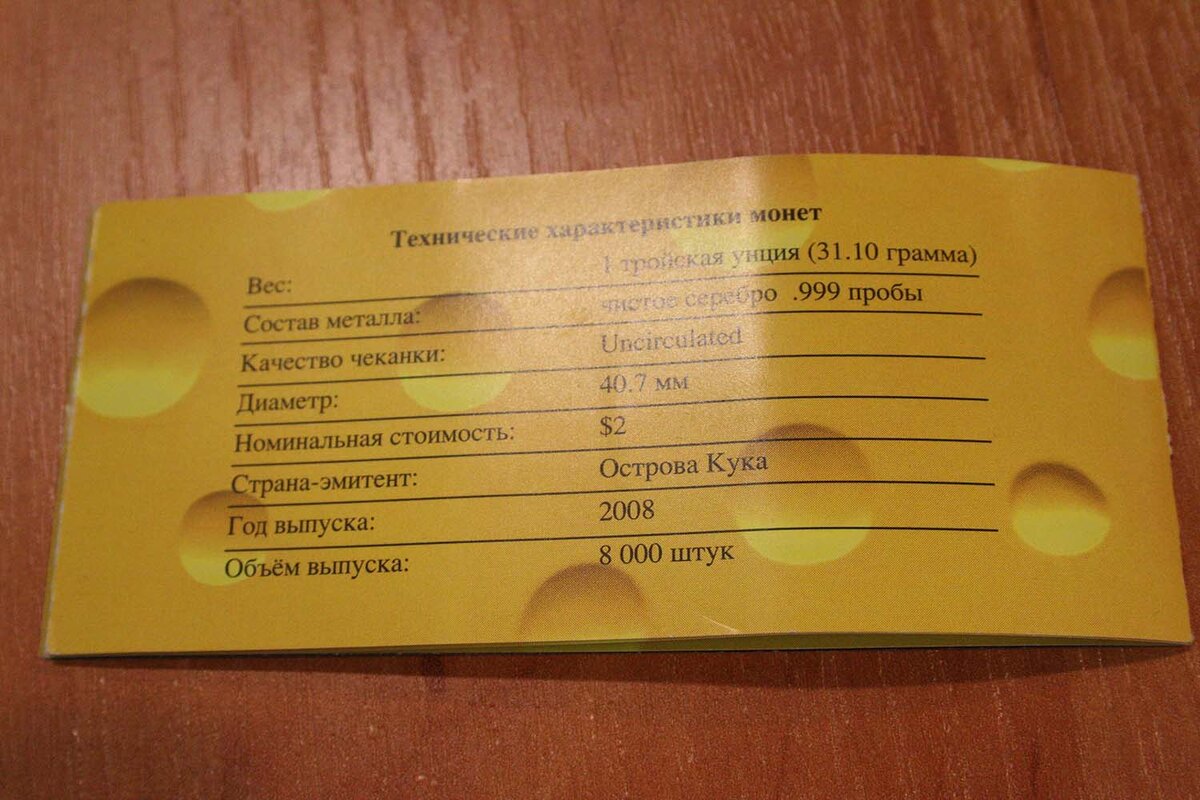 Технические характеристики монет
Вес: 1 тройская унция (31.10 грамма)
Состав металла: чистое серебро .999 пробы
Качество чеканки: Uncirculated
Диаметр: 40.7 мм
Номинальная стоимость: $2
Страна-эмитент: Острова Кука
Год выпуска: 2008
Объём выпуска: 8 000 штук